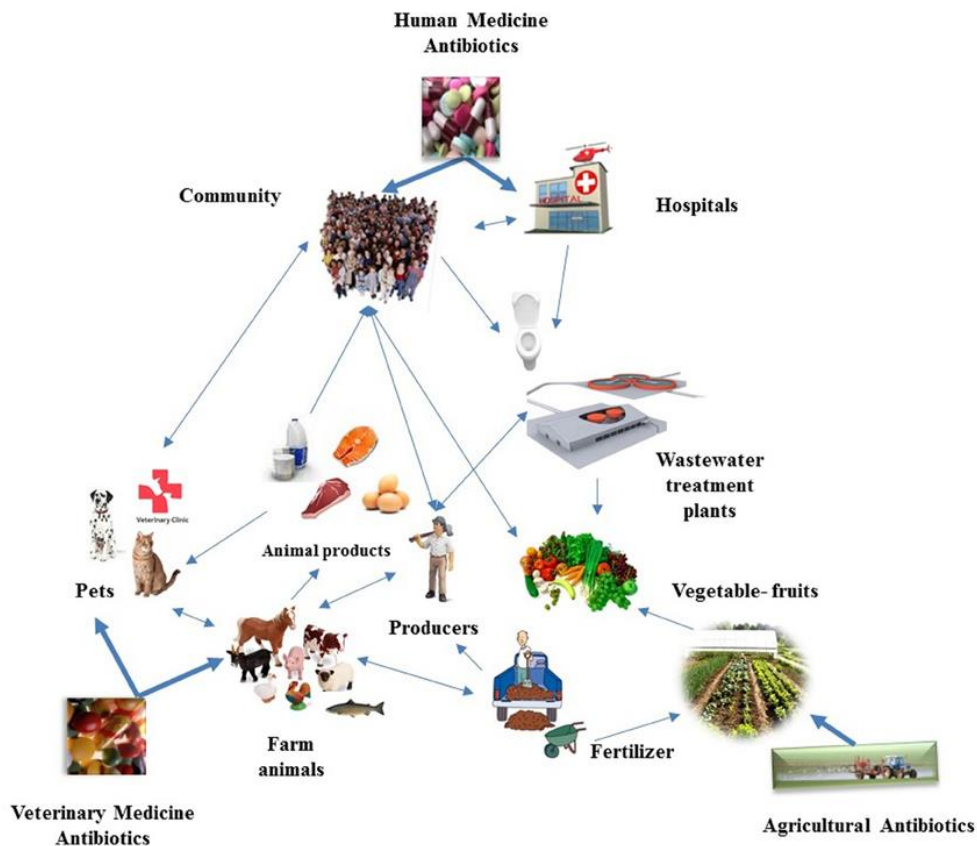 Human Medicine
Antibiotics
Community
HOSPITAL
Hospitals
Wastewater
treatment
plants
Veterinary Clinic
Animal products
Pets
Vegetable- fruits
Producers
Fertilizer
Farm
animals
Veterinary Medicine
Antibiotics
Agricultural Antibiotics